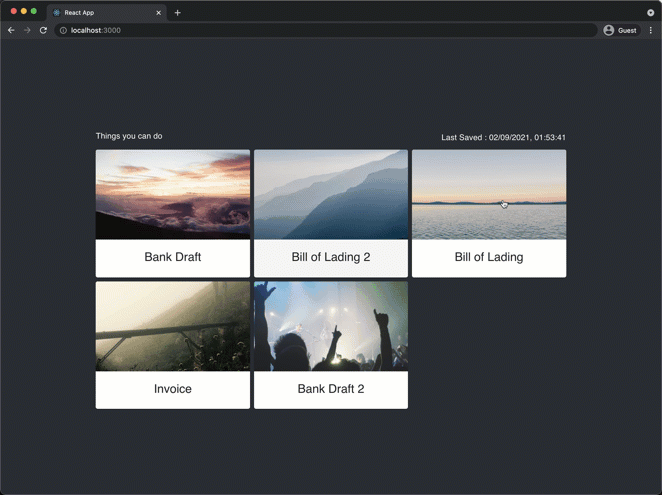 React App
localhost:3000
Guest
Things you can do
Last Saved : 02/09/2021, 01:53:41
Bank Draft
Bill of Lading 2
Bill of Lading
Invoice
Bank Draft 2